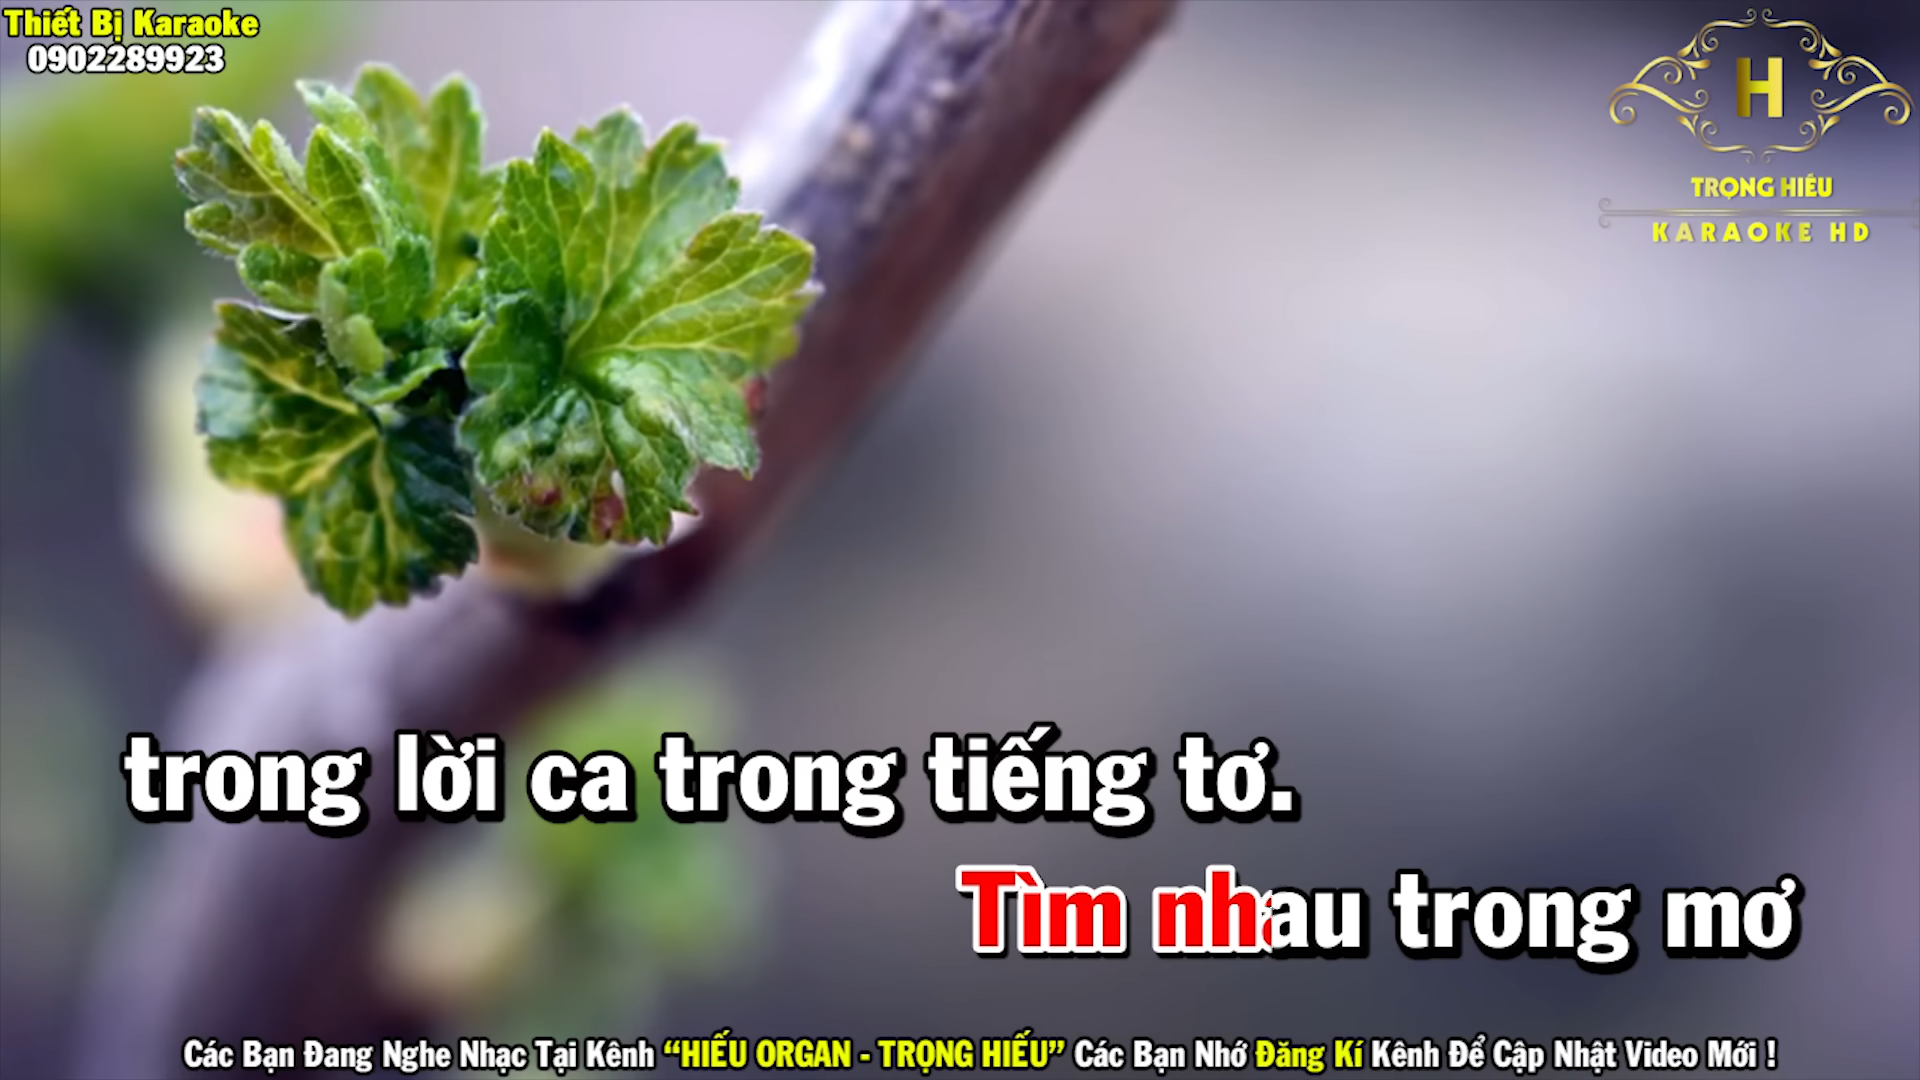 Thiết Bị Karaoke
0902289923
H
TRỌNG HIẾU
KARAOKE HD
trong lời ca trong tiếng tơ.
Tìm nhau trong mơ
Các Bạn Đang Nghe Nhạc Tại Kênh “HIẾU ORGAN - TRỌNG HIẾU” Các Bạn Nhớ Đăng Kí Kênh Để Cập Nhật Video Mới !